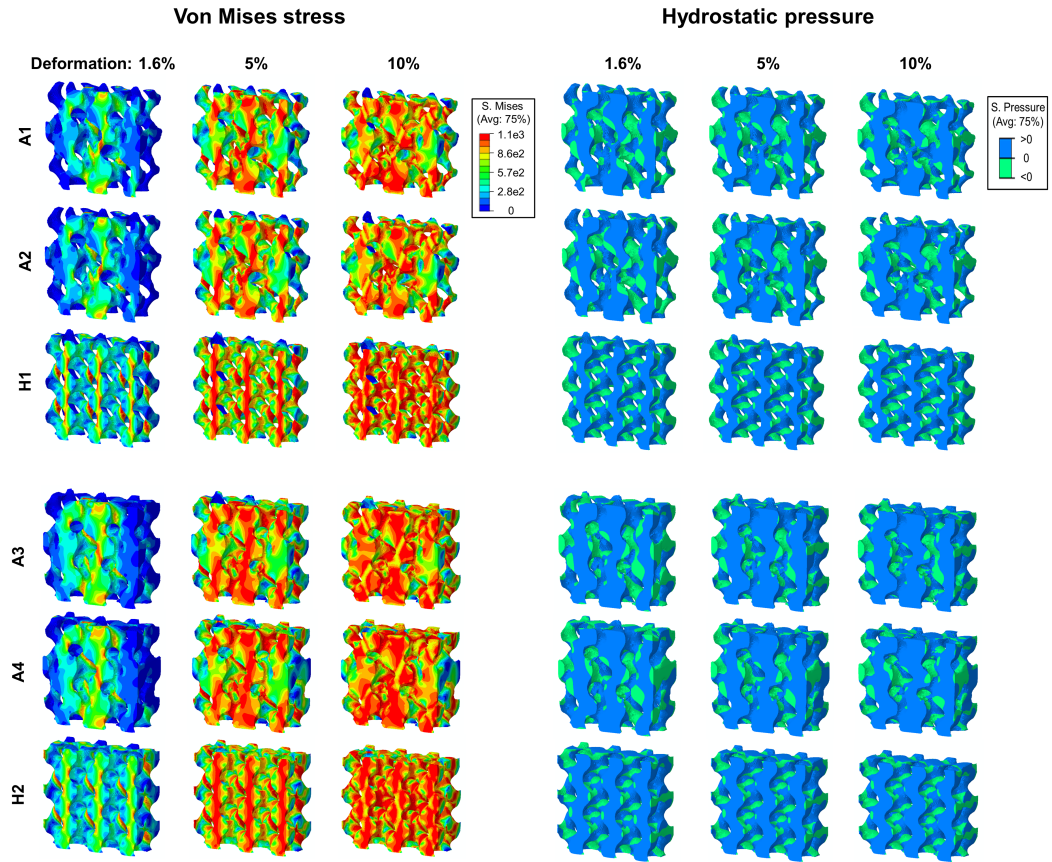 Von Mises stress
Hydrostatic pressure
Deformation: 1.6%
5%
10%
1.6%
5%
10%
S. Mises
(Avg: 75%)
1.1e3
8.6e2
5.7e2
2.8e2
0
S. Pressure
(Avg: 75%)
>0
0
<0
A1
A2
H1
A3
A4
H2